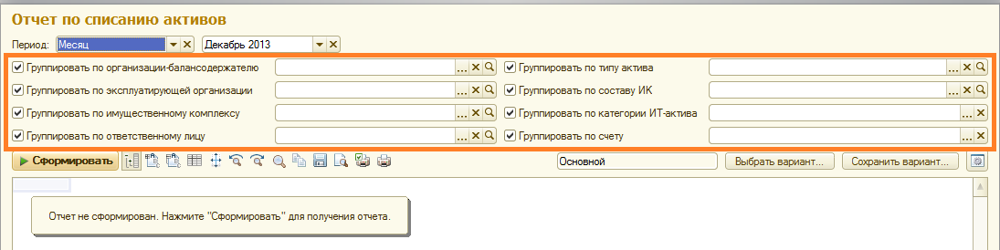 Отчет по списанию активов
Период: Месяц Декабрь 2013
Группировать по организации-балансодержателю Группировать по типу актива
Группировать по эксплуатирующей организации Группировать по составу ИК
Группировать по имущественному комплексу Группировать по категории ИТ-актива
Группировать по ответственному лицу Группировать по счету
Сформировать Основной Выбрать вариант... Сохранить вариант...
Отчет не сформирован. Нажмите "Сформировать" для получения отчета.